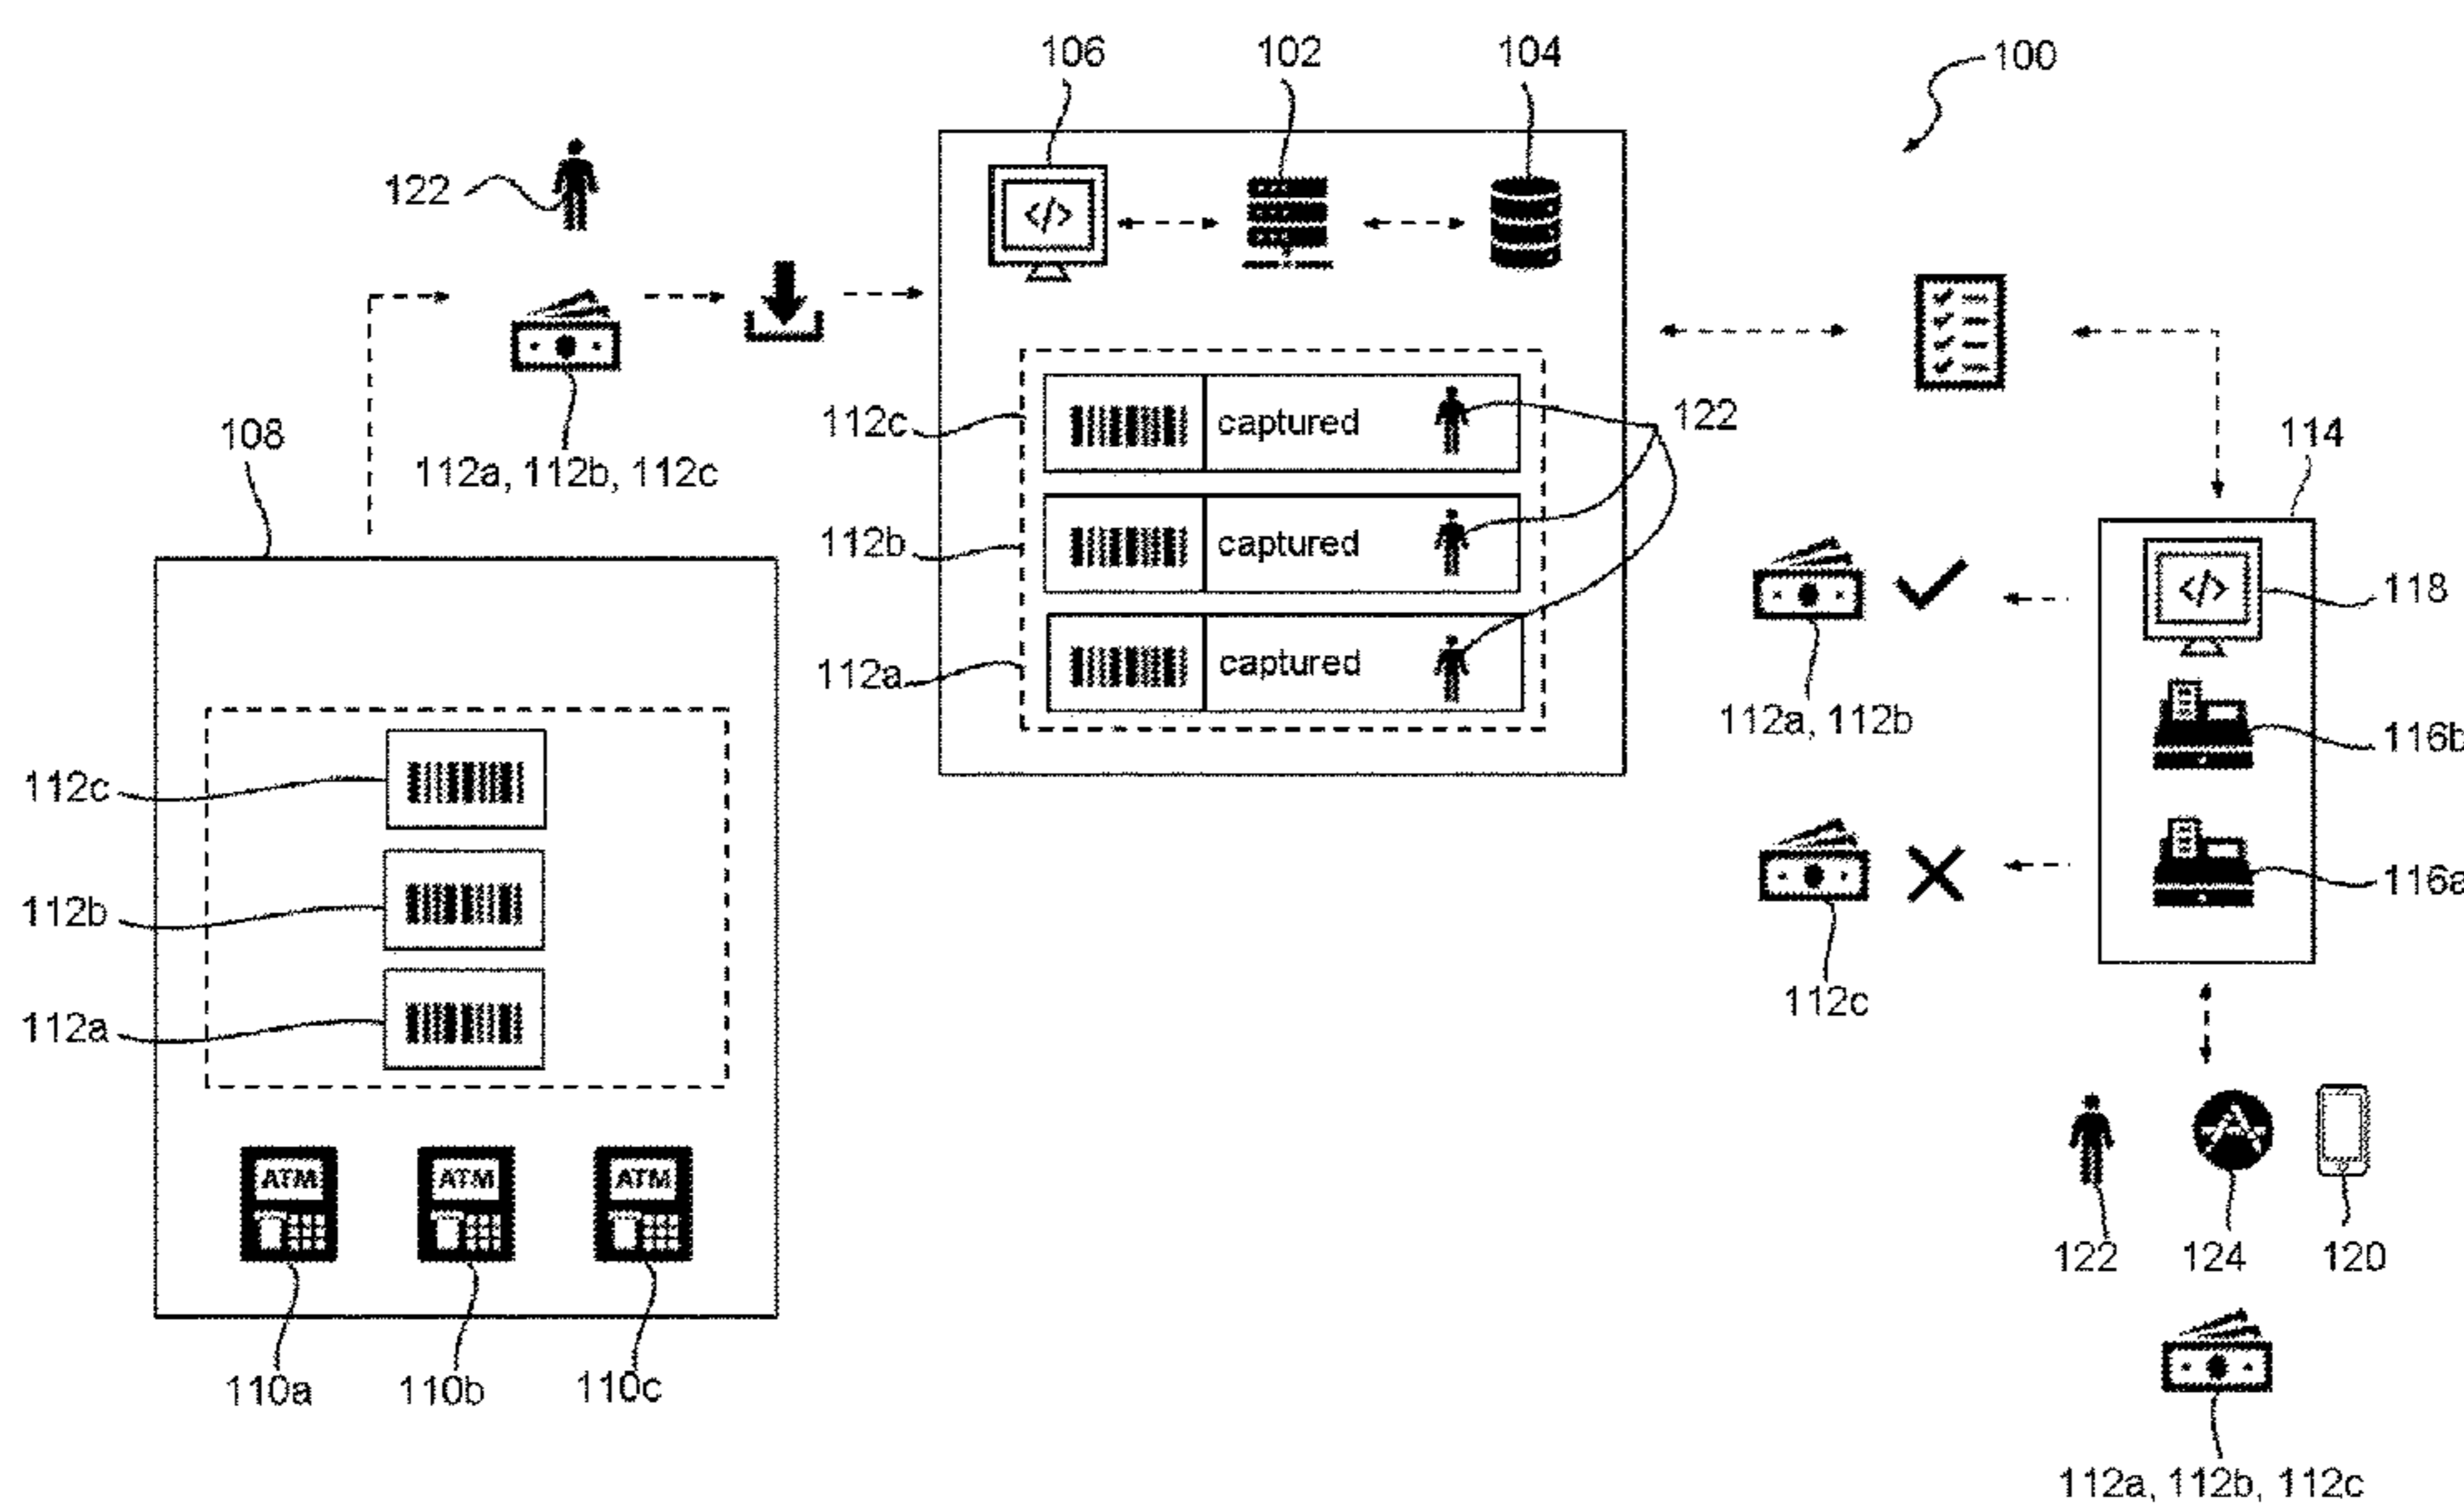 106
102
104
100
122
</>
112a, 112b, 112c
108
112c
captured
122
112b
captured
112a
captured
114
</>
118
116b
116a
112a, 112b
112c
112c
112b
112a
ATM
ATM
ATM
110a
110b
110c
122
124
120
112a, 112b, 112c